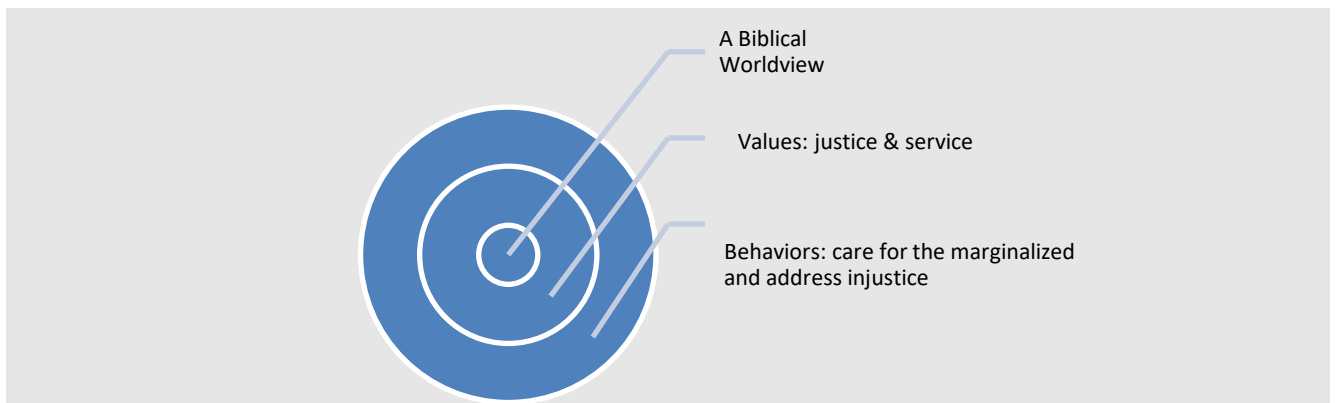 A Biblical
Worldview
Values: justice & service
Behaviors: care for the marginalized
and address injustice